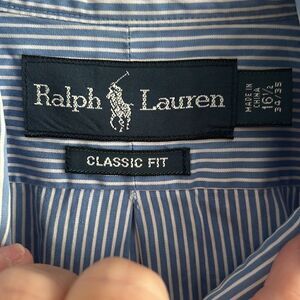 Ralph Lauren
MADE IN
CHINA
16½
34/35
CLASSIC FIT